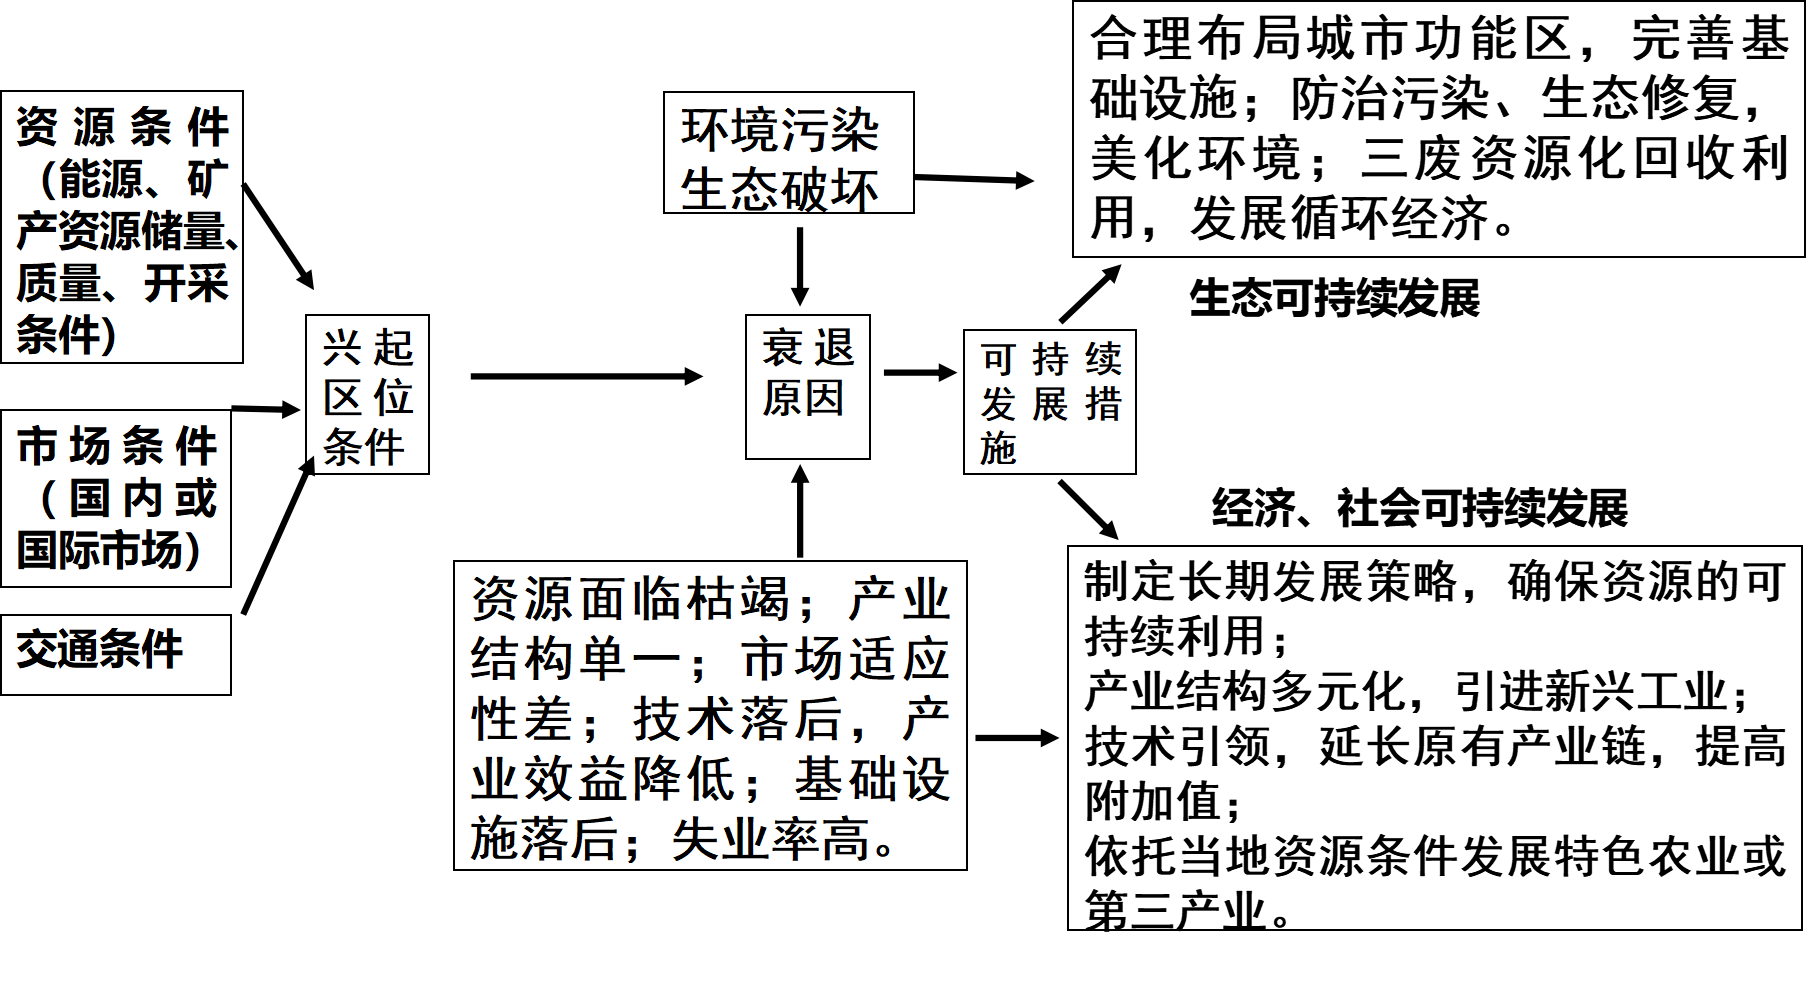 资源条件
（能源、矿
产资源储量、
质量、开采
条件）
市场条件
（国内或
国际市场）
交通条件
兴起
区位
条件
环境污染
生态破坏
衰退
原因
资源面临枯竭；产业
结构单一；市场适应
性差；技术落后，产
业效益降低；基础设
施落后；失业率高。
可持续
发展措
施
合理布局城市功能区，完善基
础设施；防治污染、生态修复，
美化环境；三废资源化回收利
用，发展循环经济。
生态可持续发展
经济、社会可持续发展
制定长期发展策略，确保资源的可
持续利用；
产业结构多元化，引进新兴工业；
技术引领，延长原有产业链，提高
附加值；
依托当地资源条件发展特色农业或
第三产业。